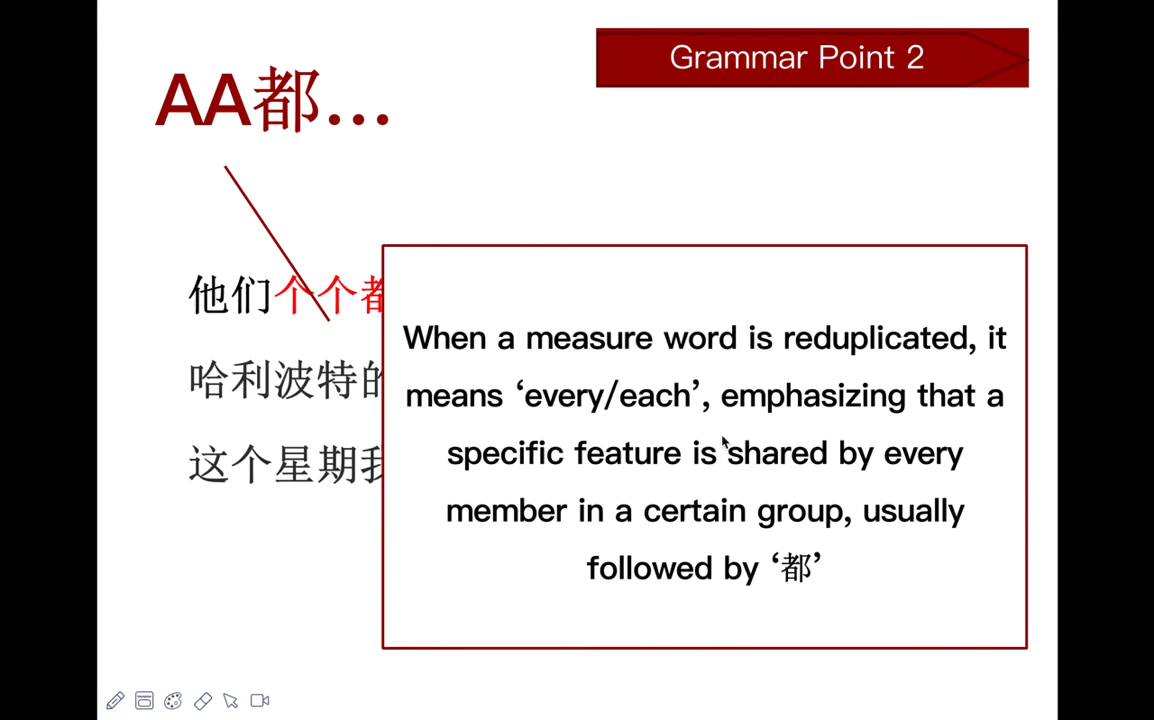 Grammar Point 2
AA都...
他们个个都
哈利波特的
这个星期我
When a measure word is reduplicated, it
means ‘every/each’, emphasizing that a
specific feature is shared by every
member in a certain group, usually
followed by ‘都’